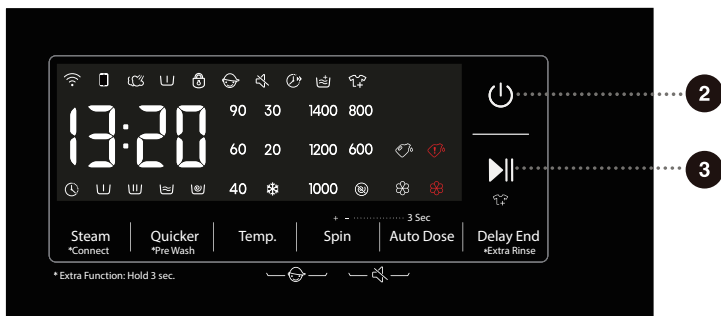 2
13:20
90 30 1400 800
60 20 1200 600
40 1000
3
+ - 3 Sec
Steam Quicker Temp. Spin Auto Dose Delay End
*Connect *Pre Wash *Extra Rinse
* Extra Function: Hold 3 sec.